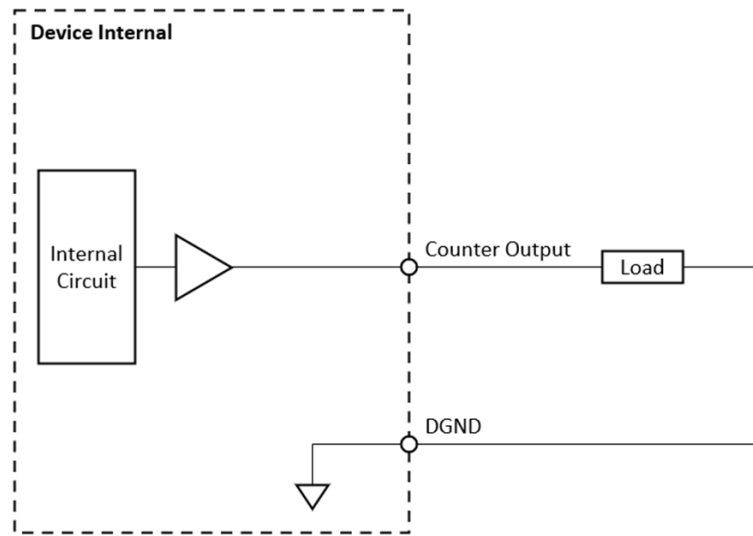 Device Internal
Internal
Circuit
Counter Output
Load
DGND